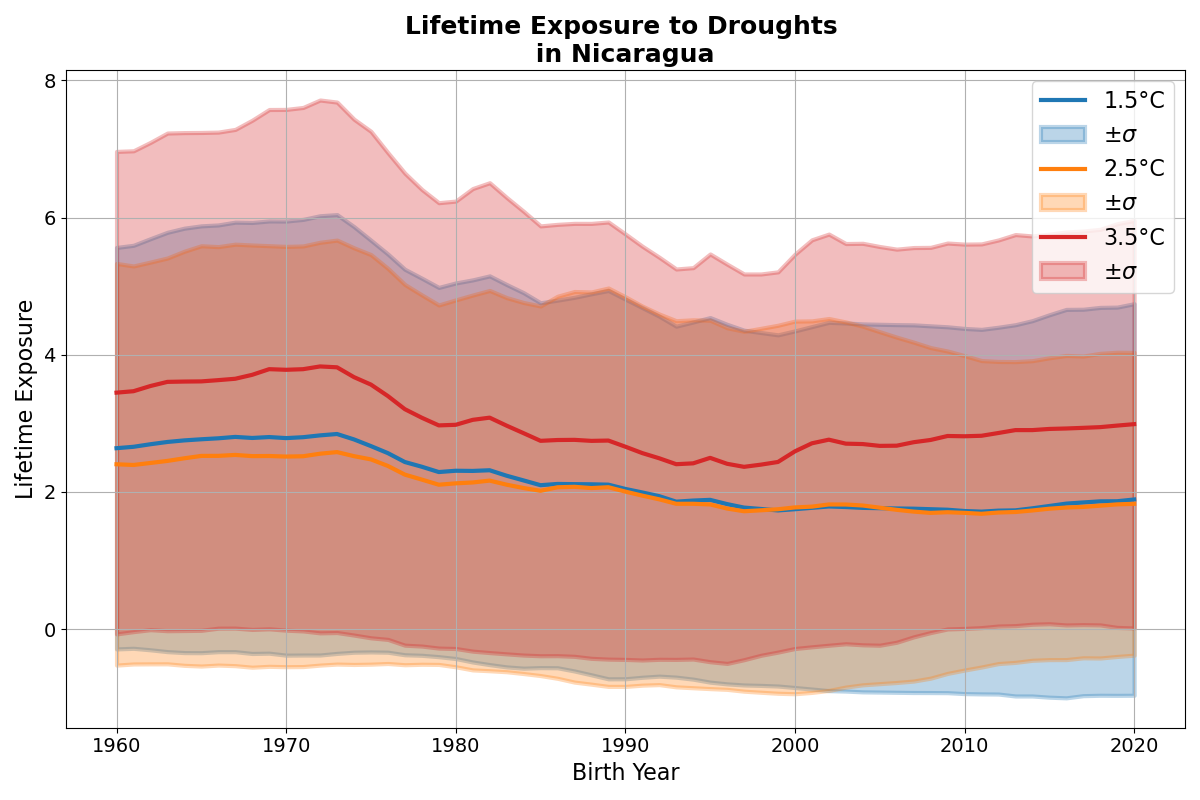 Lifetime Exposure to Droughts
in Nicaragua
Lifetime Exposure
8
6
4
2
0
1.5°C
±σ
2.5°C
±σ
3.5°C
±σ
1960
1970
1980
1990
2000
2010
2020
Birth Year